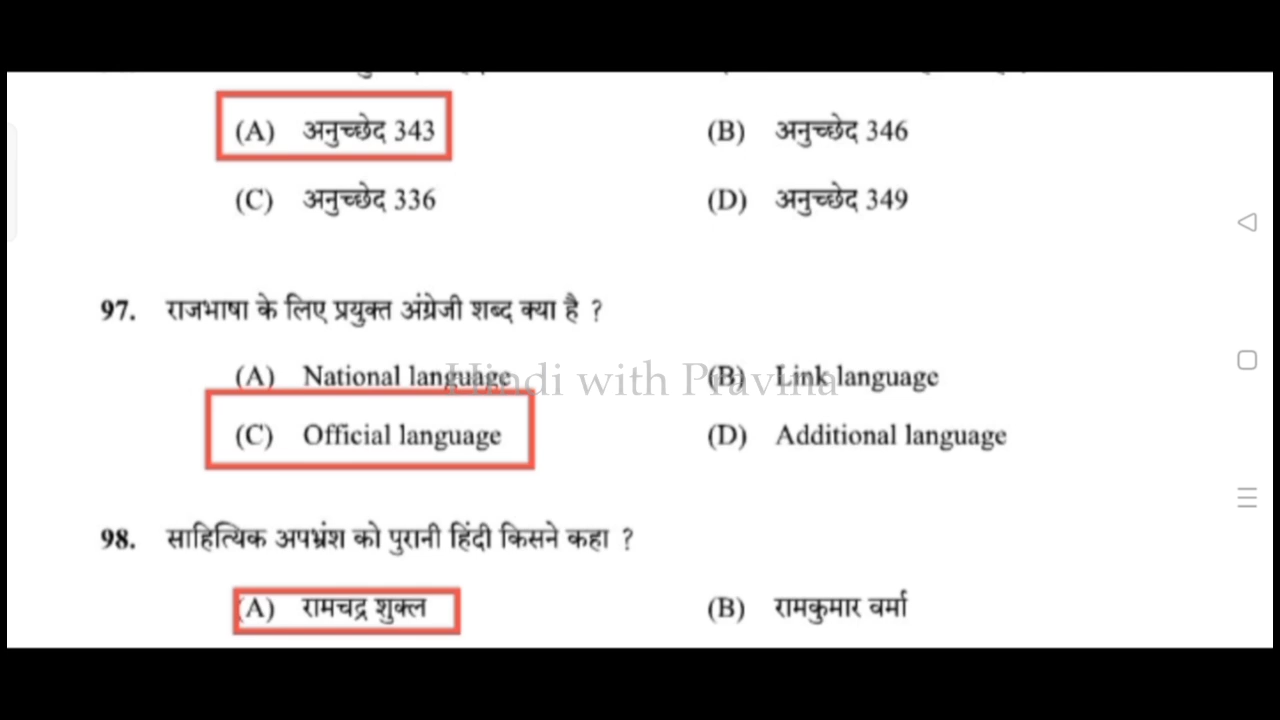 (A) अनुच्छेद 343 (B) अनुच्छेद 346
(C) अनुच्छेद 336 (D) अनुच्छेद 349
97. राजभाषा के लिए प्रयुक्त अंग्रेजी शब्द क्या है ?
(A) National language (B) Link language
Hindi with Pravina
(C) Official language (D) Additional language
98. साहित्यिक अपभ्रंश को पुरानी हिंदी किसने कहा ?
(A) रामचद्र शुक्ल (B) रामकुमार वर्मा